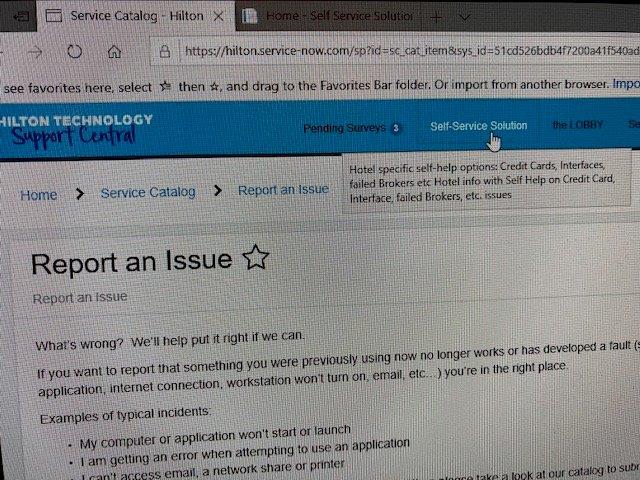 Service Catalog - Hilton
Home - Self Service Solution
https://hilton.service-now.com/sp?id=sc_cat_item&sys_id=51cd526bdb4f7200a41f540ad
see favorites here, select ☆ then ☆, and drag to the Favorites Bar folder. Or import from another browser. Impo
HILTON TECHNOLOGY
Support Central
Pending Surveys 3
Self-Service Solution
the LOBBY
Se
Hotel specific self-help options: Credit Cards, Interfaces,
failed Brokers etc Hotel info with Self Help on Credit Card,
Interface, failed Brokers, etc. issues
Home > Service Catalog > Report an Issue
Report an Issue ☆
Report an Issue
What's wrong? We'll help put it right if we can.
If you want to report that something you were previously using now no longer works or has developed a fault (s
application, internet connection, workstation won't turn on, email, etc...) you're in the right place.
Examples of typical incidents:
• My computer or application won't start or launch
• I am getting an error when attempting to use an application
• I can't access email, a network share or printer
please take a look at our catalog to subr